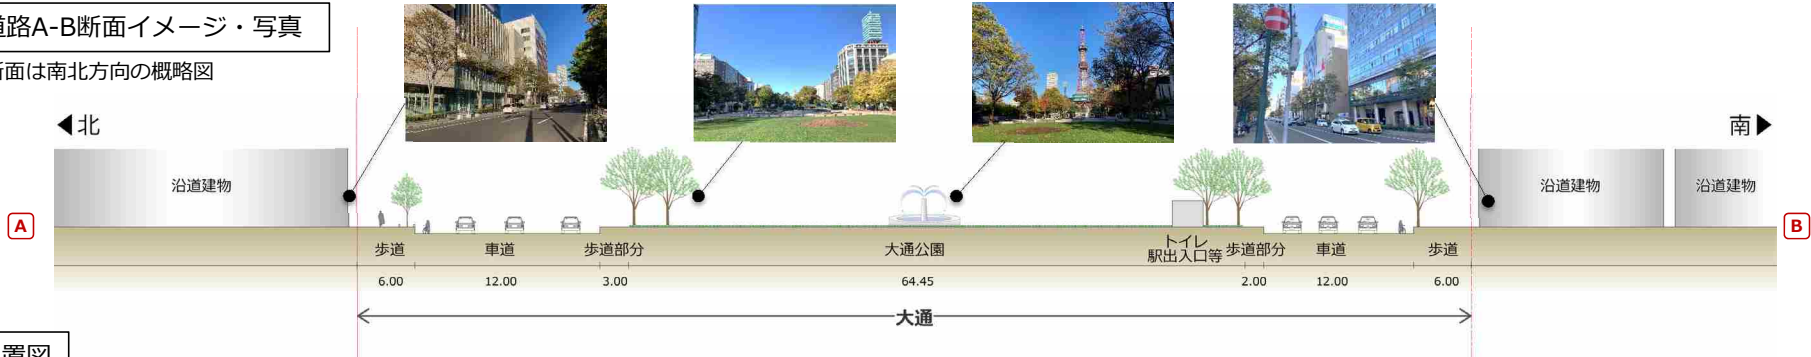 道路A-B断面イメージ・写真
断面は南北方向の概略図
◀北
南▶
沿道建物
沿道建物
沿道建物
A
B
歩道
車道
歩道部分
大通公園
トイレ
駅出入口等
歩道部分
車道
歩道
6.00
12.00
3.00
64.45
2.00
12.00
6.00
大通
置図